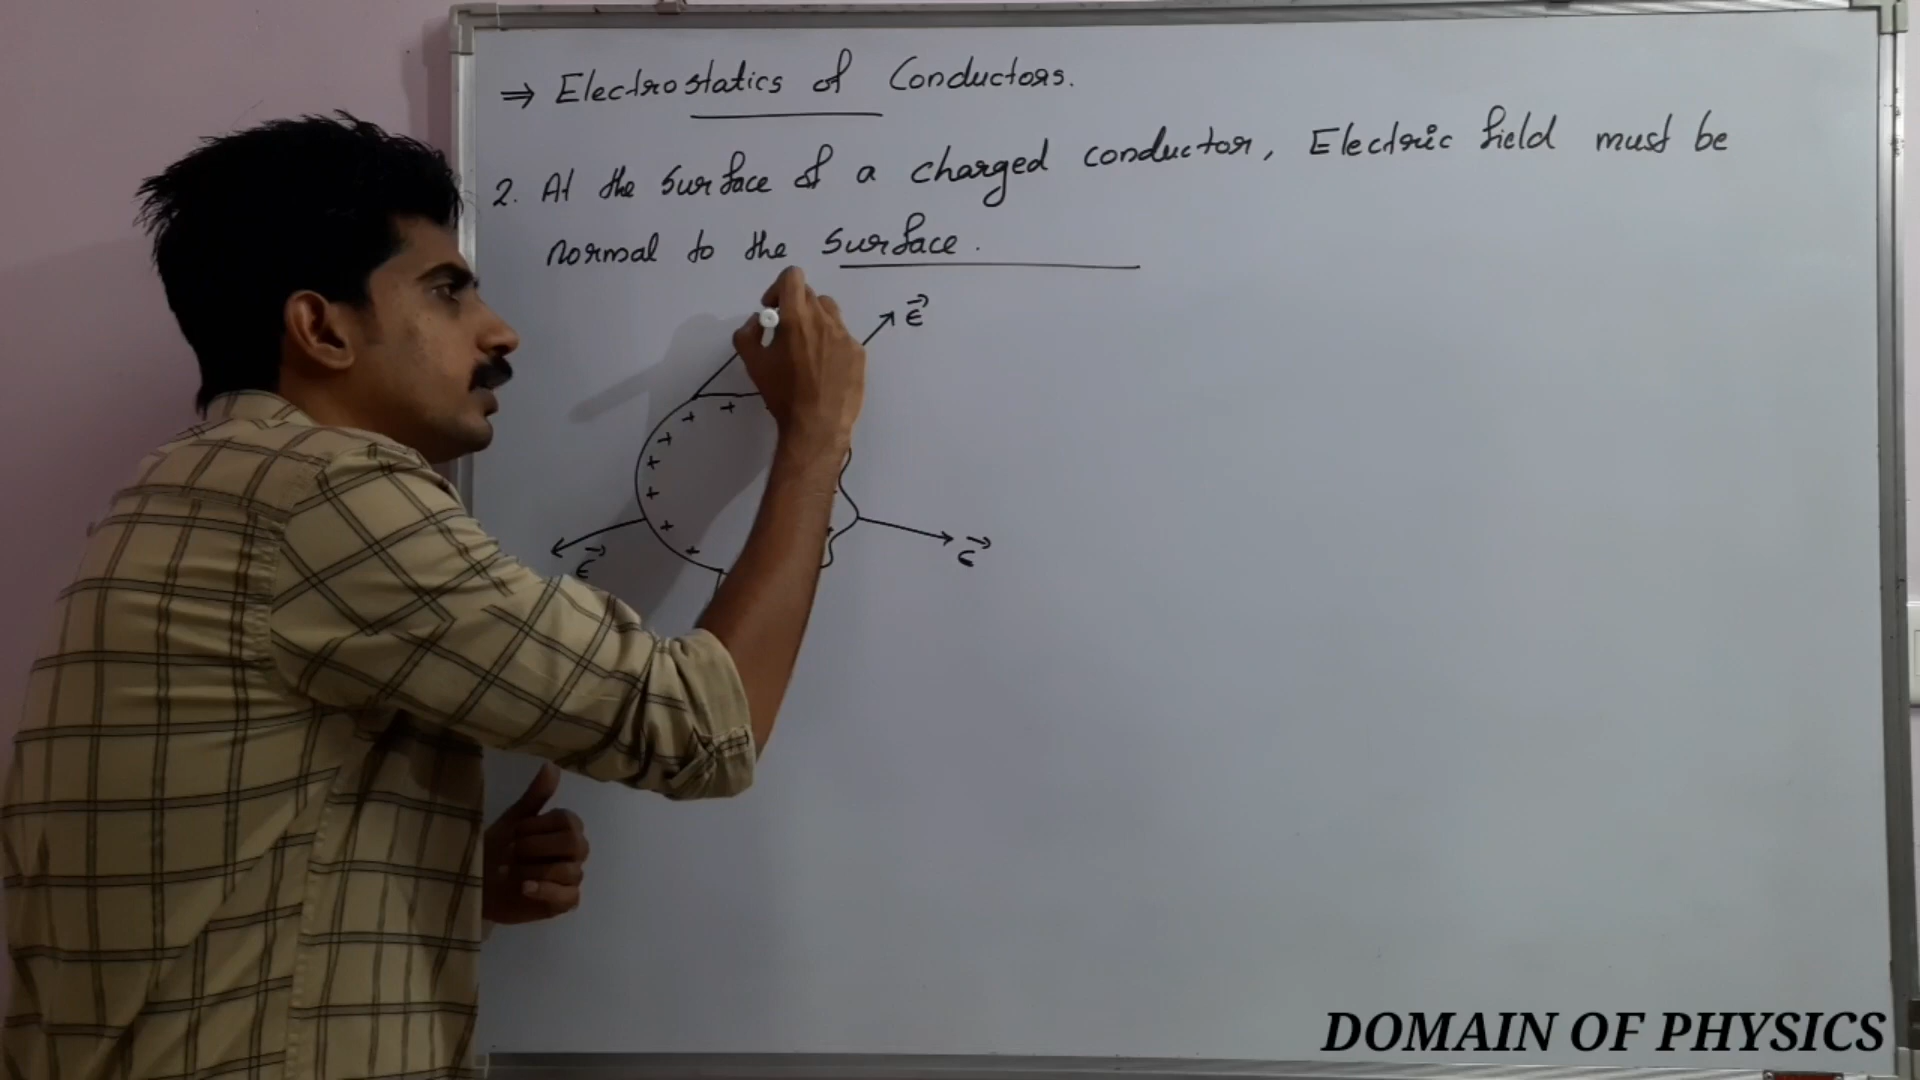 ⇒ Electrostatics of Conductors.
2. At the surface of a charged conductor, Electric field must be
normal to the surface.
E⃗
+ + + + + + + +
E⃗
E⃗
DOMAIN OF PHYSICS